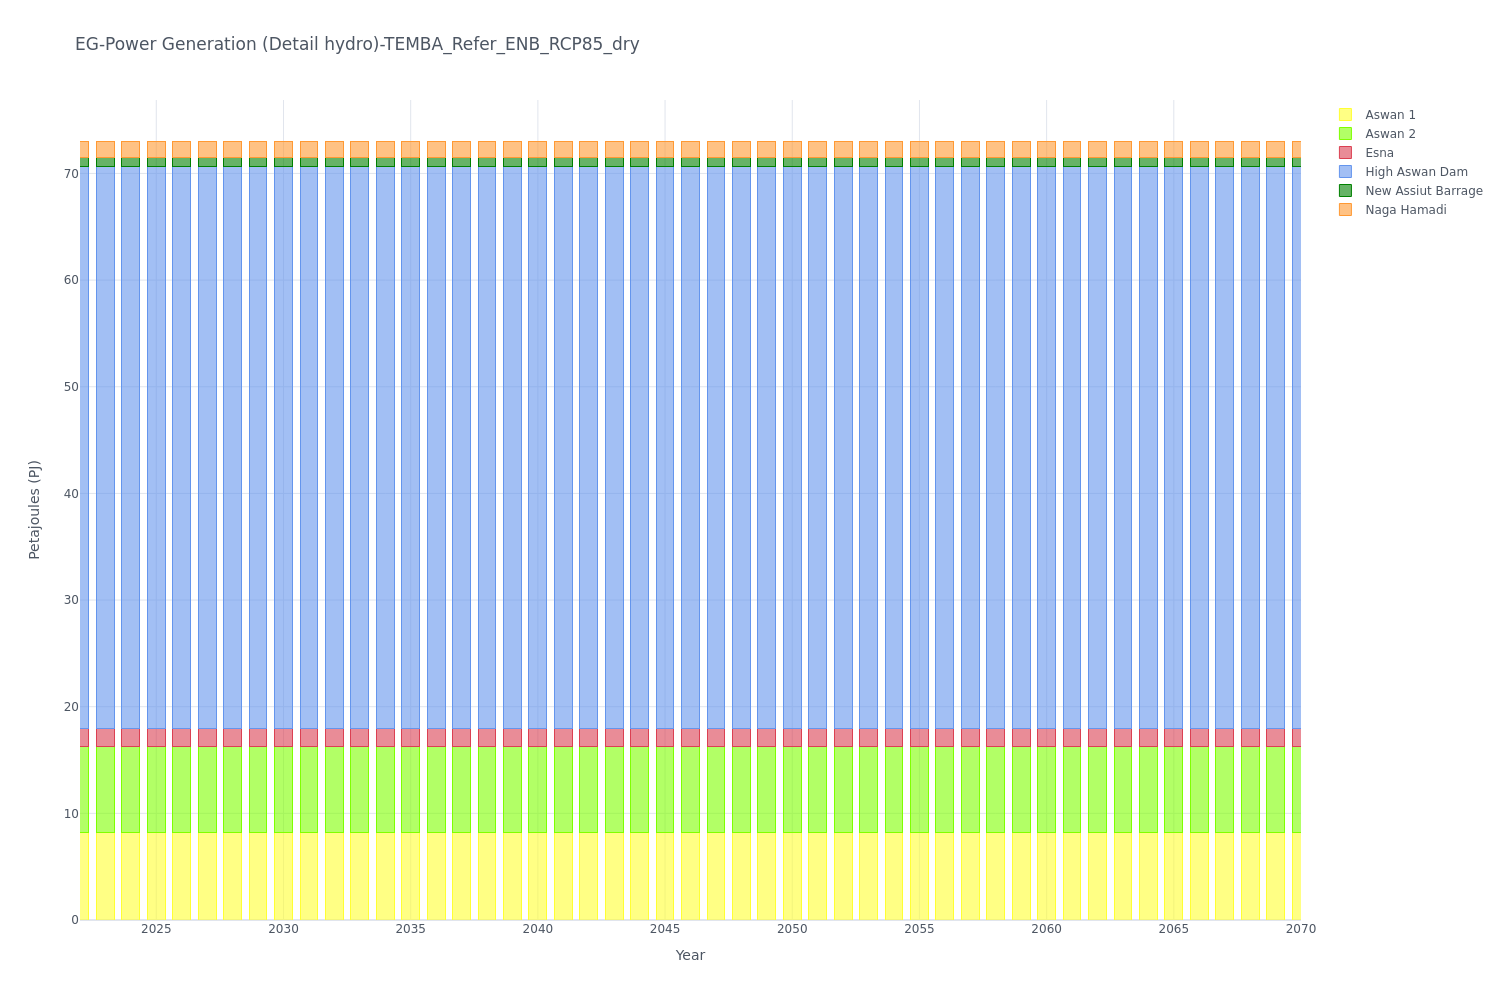 EG-Power Generation (Detail hydro)-TEMBA_Refer_ENB_RCP85_dry
Aswan 1
Aswan 2
Esna
High Aswan Dam
New Assiut Barrage
Naga Hamadi
Petajoules (PJ)
70
60
50
40
30
20
10
0
2025 2030 2035 2040 2045 2050 2055 2060 2065 2070
Year